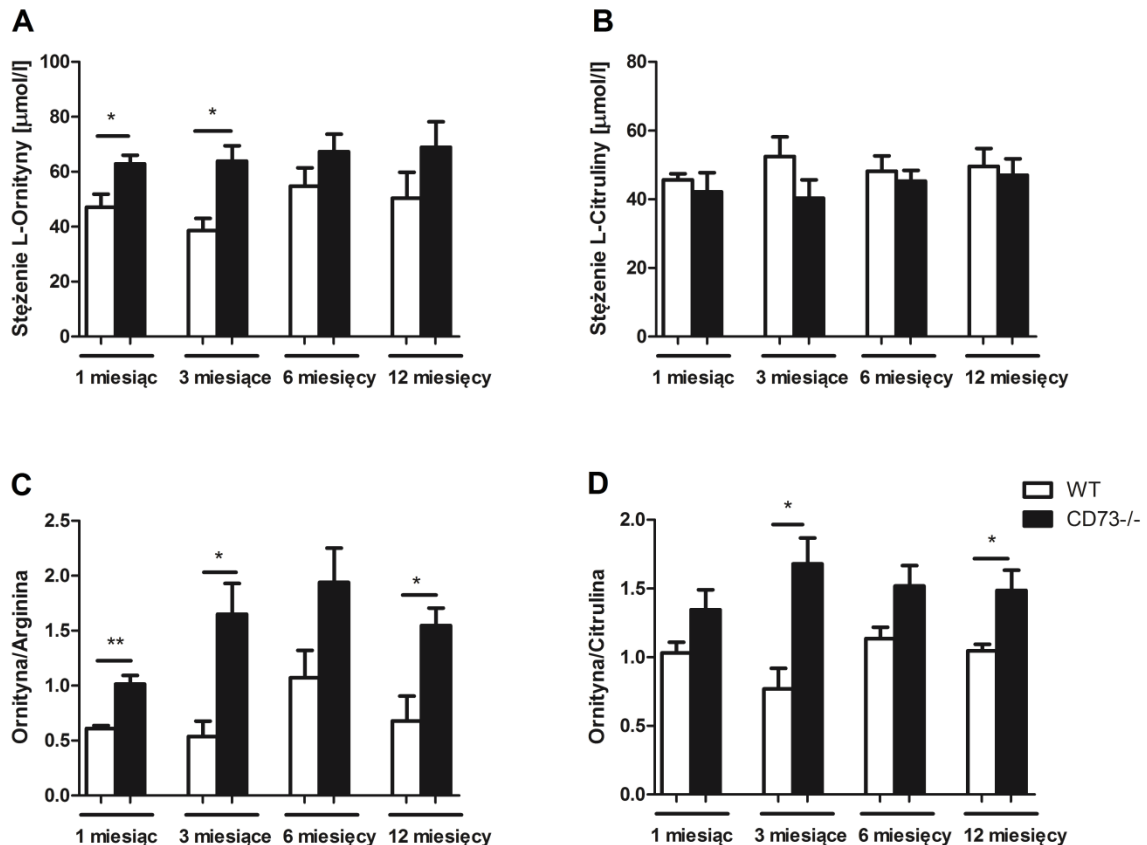 A
Stężenie L-Ornityny [µmol/l]
100
80
60
40
20
0
*
*
1 miesiąc 3 miesiące 6 miesięcy 12 miesięcy
B
Stężenie L-Citruliny [µmol/l]
80
60
40
20
0
1 miesiąc 3 miesiące 6 miesięcy 12 miesięcy
C
Ornityna/Arginina
2.5
2.0
1.5
1.0
0.5
0.0
**
*
*
1 miesiąc 3 miesiące 6 miesięcy 12 miesięcy
D
WT
CD73-/-
Ornityna/Citrulina
2.0
1.5
1.0
0.5
0.0
*
*
1 miesiąc 3 miesiące 6 miesięcy 12 miesięcy